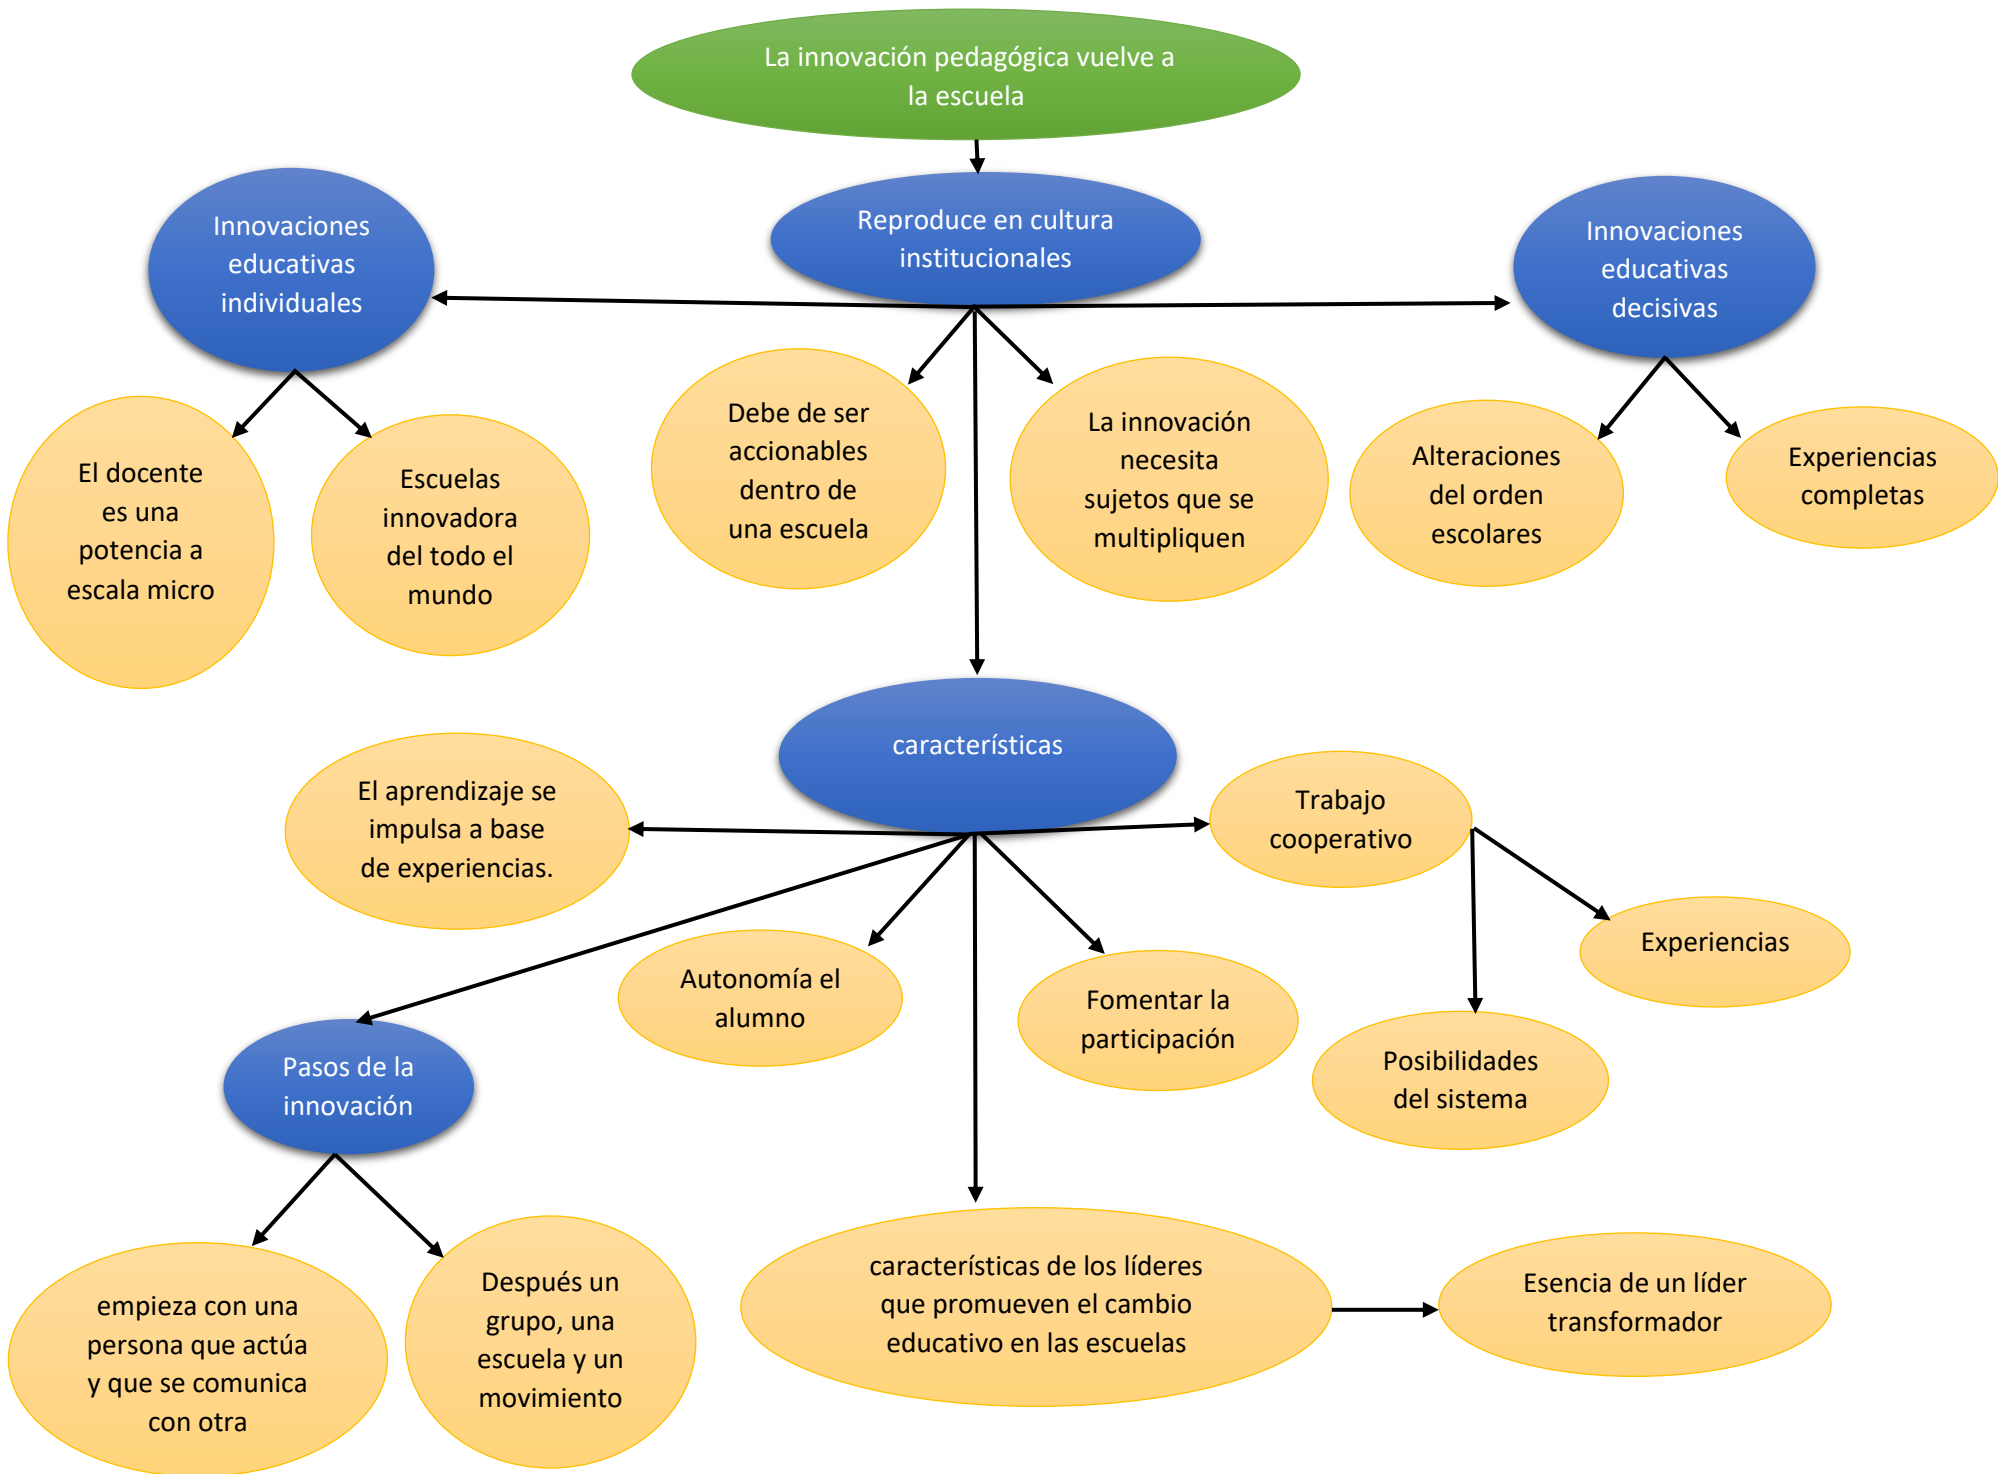 La innovación pedagógica vuelve a
la escuela
Innovaciones
educativas
individuales
Reproduce en cultura
institucionales
Innovaciones
educativas
decisivas
El docente
es una
potencia a
escala micro
Escuelas
innovadora
del todo el
mundo
Debe de ser
accionables
dentro de
una escuela
La innovación
necesita
sujetos que se
multipliquen
Alteraciones
del orden
escolares
Experiencias
completas
características
El aprendizaje se
impulsa a base
de experiencias.
Trabajo
cooperativo
Autonomía el
alumno
Fomentar la
participación
Experiencias
Posibilidades
del sistema
Pasos de la
innovación
empieza con una
persona que actúa
y que se comunica
con otra
Después un
grupo, una
escuela y un
movimiento
características de los líderes
que promueven el cambio
educativo en las escuelas
Esencia de un líder
transformador